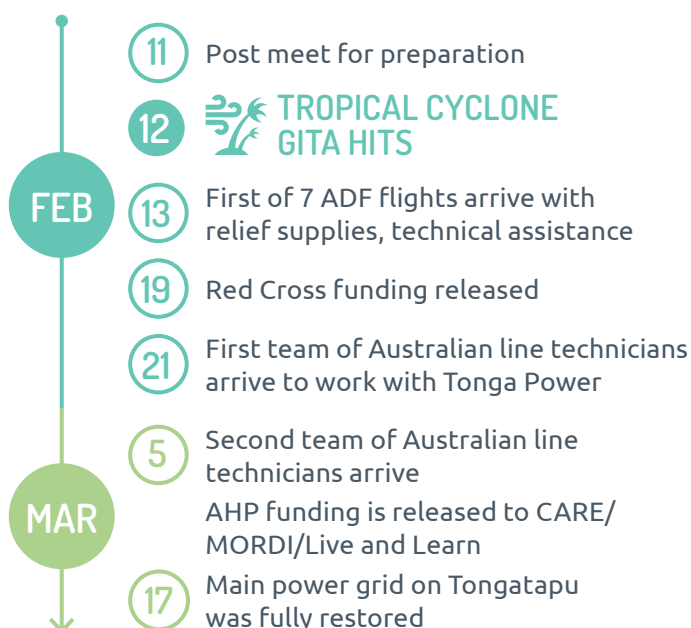 11 Post meet for preparation
12 TROPICAL CYCLONE
GITA HITS
FEB
13 First of 7 ADF flights arrive with
relief supplies, technical assistance
19 Red Cross funding released
21 First team of Australian line technicians
arrive to work with Tonga Power
5 Second team of Australian line
technicians arrive
MAR
AHP funding is released to CARE/
MORDI/Live and Learn
17 Main power grid on Tongatapu
was fully restored